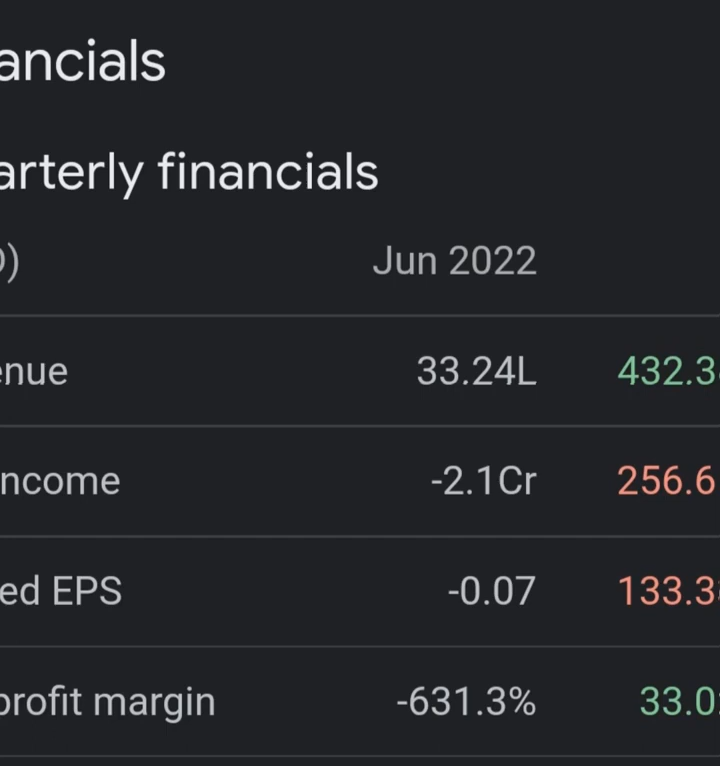 ancials
arterly financials
D) Jun 2022
enue 33.24L 432.3
ncome -2.1Cr 256.6
ed EPS -0.07 133.3
profit margin -631.3% 33.0